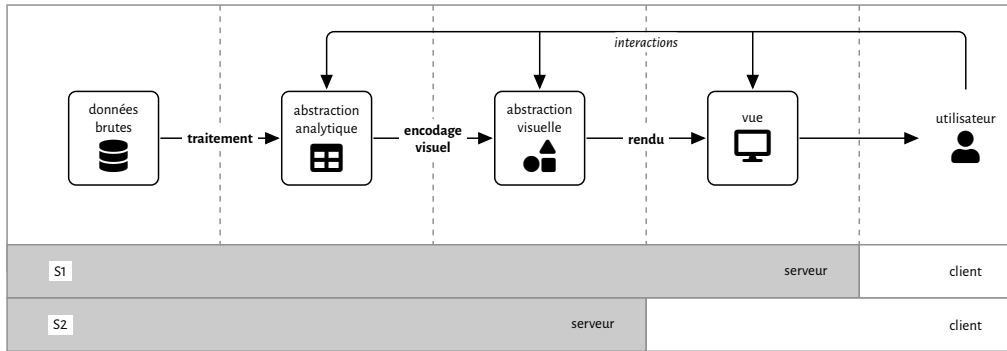 interactions
données
brutes
traitement
abstraction
analytique
encodage
visuel
abstraction
visuelle
rendu
vue
utilisateur
S1
serveur
client
S2
serveur
client